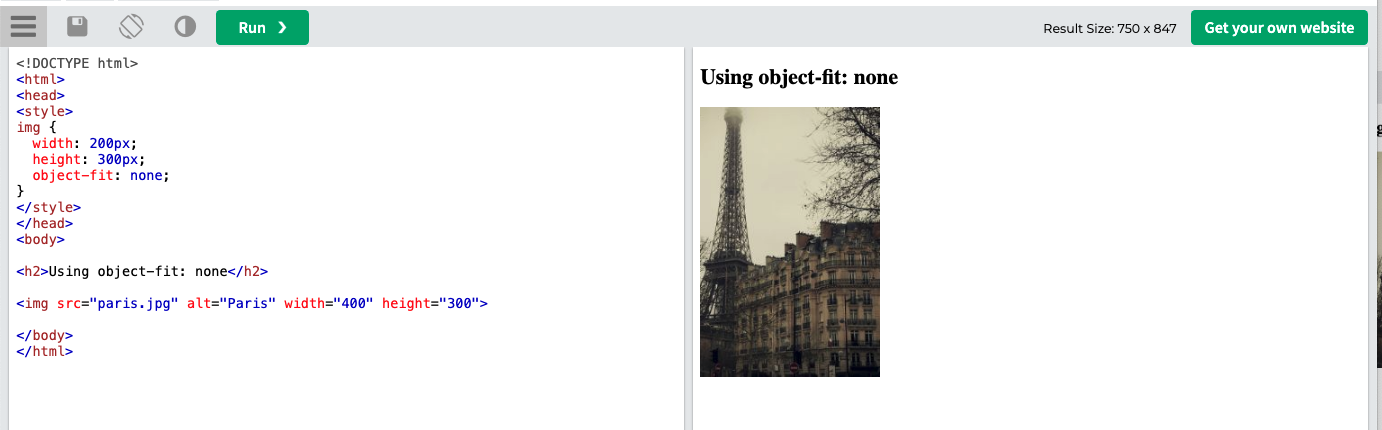 Run ❯
Result Size: 750 x 847
Get your own website
<!DOCTYPE html>
<html>
<head>
<style>
img {
  width: 200px;
  height: 300px;
  object-fit: none;
}
</style>
</head>
<body>
<h2>Using object-fit: none</h2>
<img src="paris.jpg" alt="Paris" width="400" height="300">
</body>
</html>
Using object-fit: none